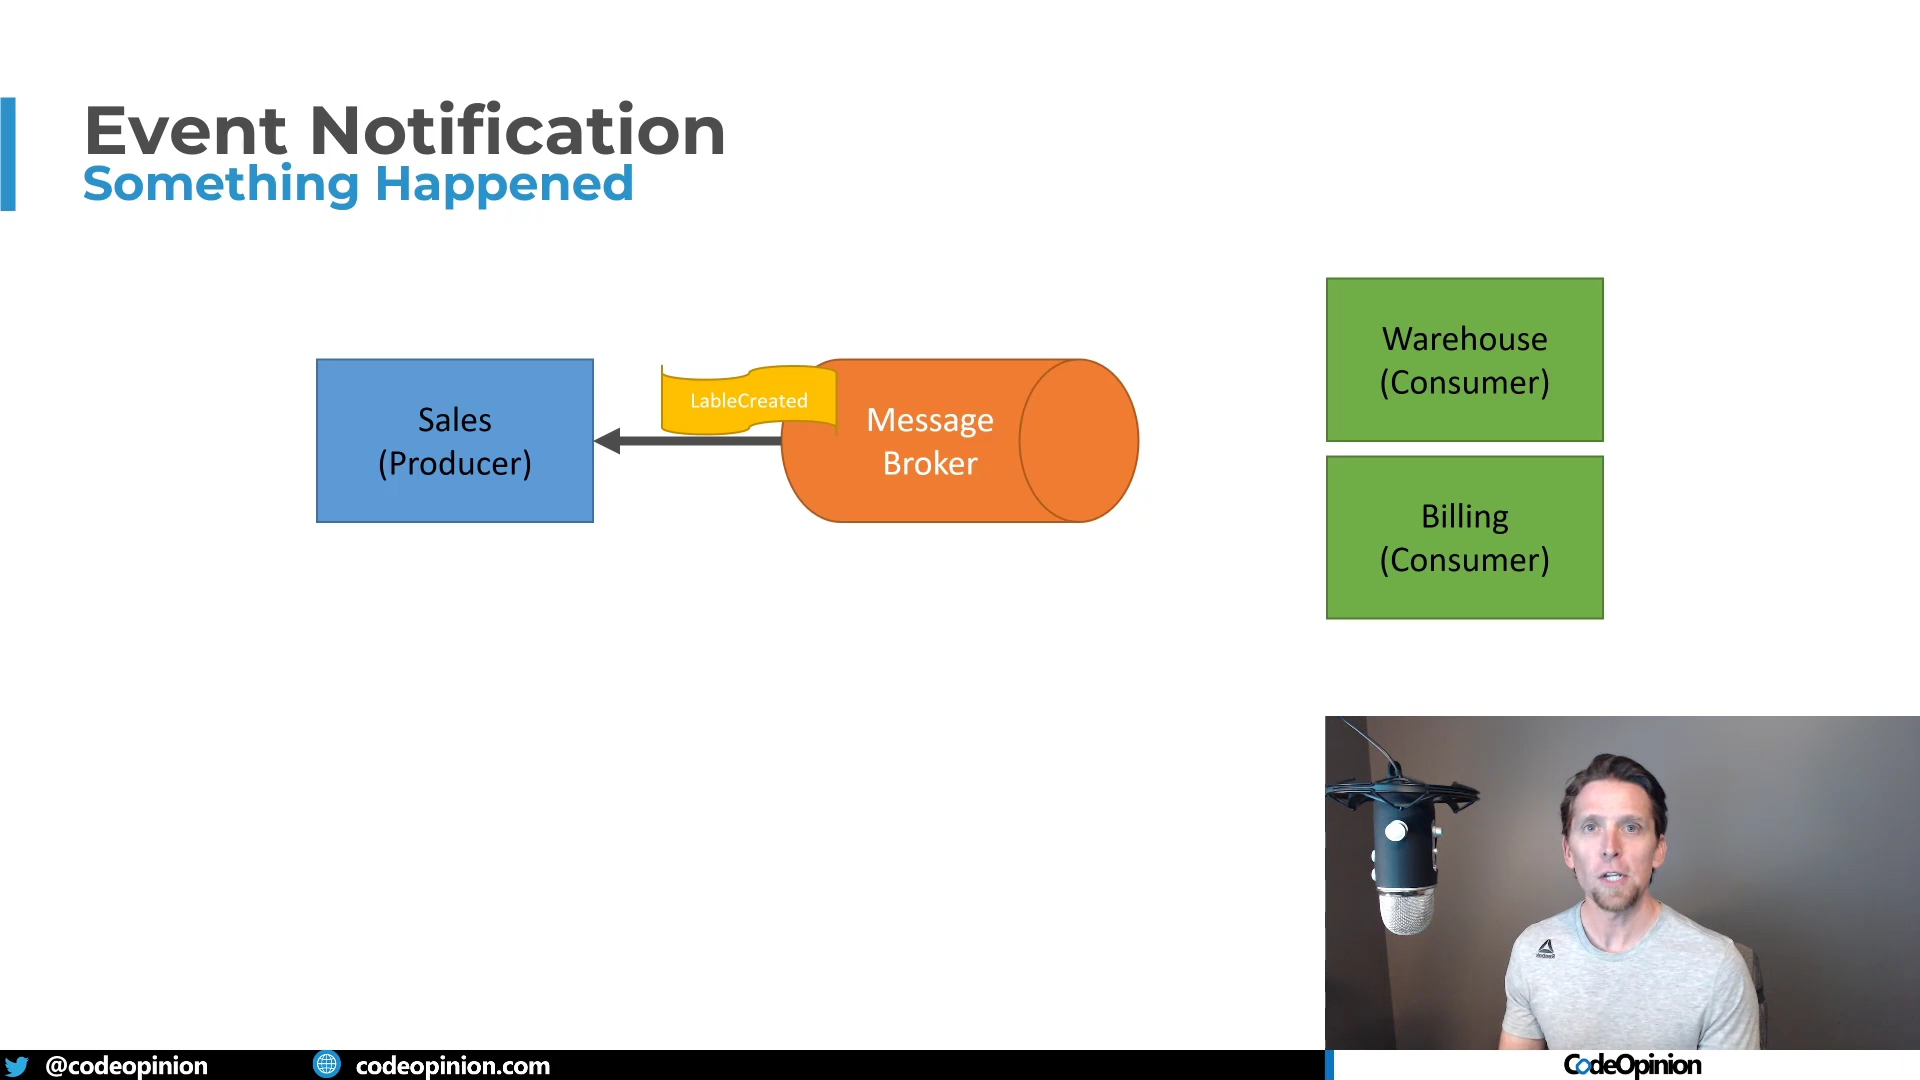 Event Notification
Something Happened
Sales
(Producer)
LableCreated
Message
Broker
Warehouse
(Consumer)
Billing
(Consumer)
@codeopinion
codeopinion.com
CodeOpinion